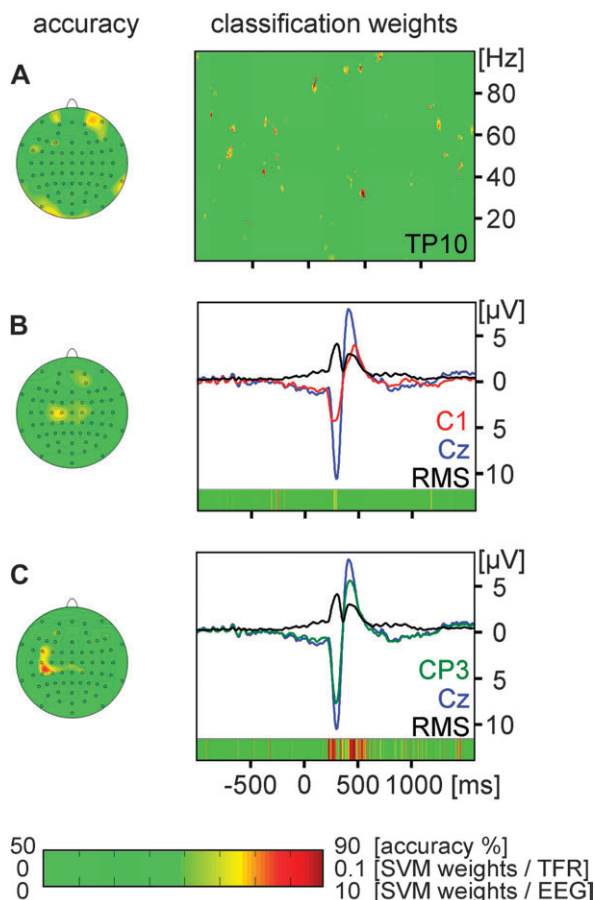 accuracy classification weights
A
[Hz]
80
60
40
20
TP10
B
[µV]
5
0
5
10
C1
Cz
RMS
C
[µV]
5
0
5
10
CP3
Cz
RMS
-500 0 500 1000 [ms]
50 90 [accuracy %]
0 0.1 [SVM weights / TFR]
0 10 [SVM weights / EEG]